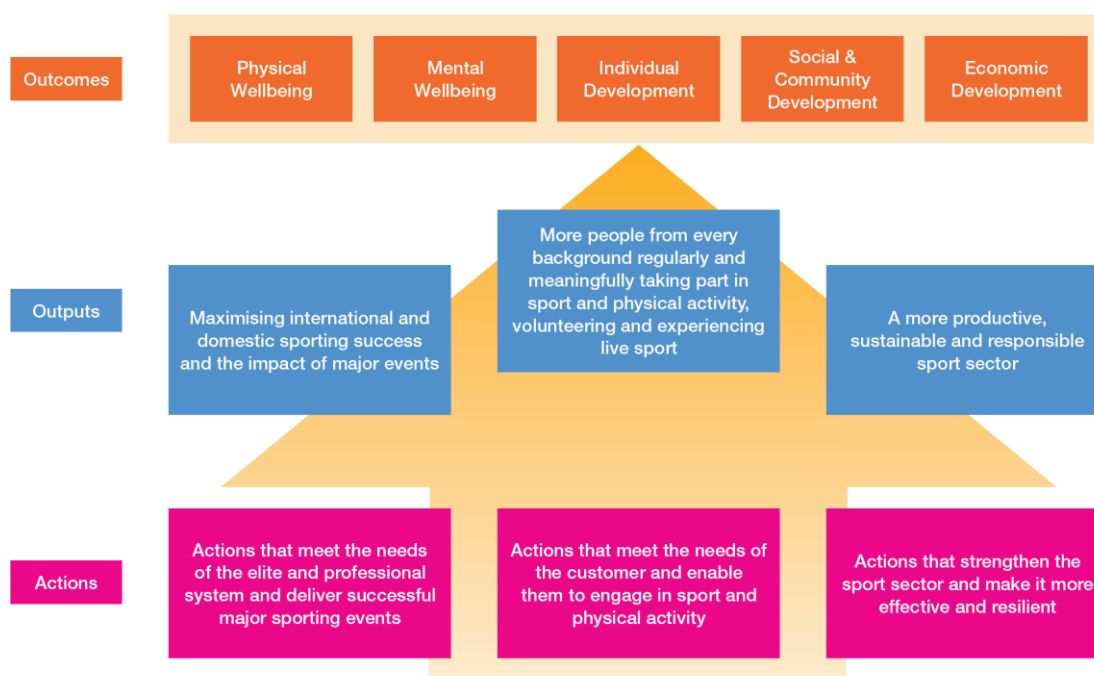 Outcomes
Physical
Wellbeing
Mental
Wellbeing
Individual
Development
Social &
Community
Development
Economic
Development
Outputs
Maximising international and
domestic sporting success
and the impact of major events
More people from every
background regularly and
meaningfully taking part in
sport and physical activity,
volunteering and experiencing
live sport
A more productive,
sustainable and responsible
sport sector
Actions
Actions that meet the needs
of the elite and professional
system and deliver successful
major sporting events
Actions that meet the needs of
the customer and enable
them to engage in sport and
physical activity
Actions that strengthen the
sport sector and make it more
effective and resilient